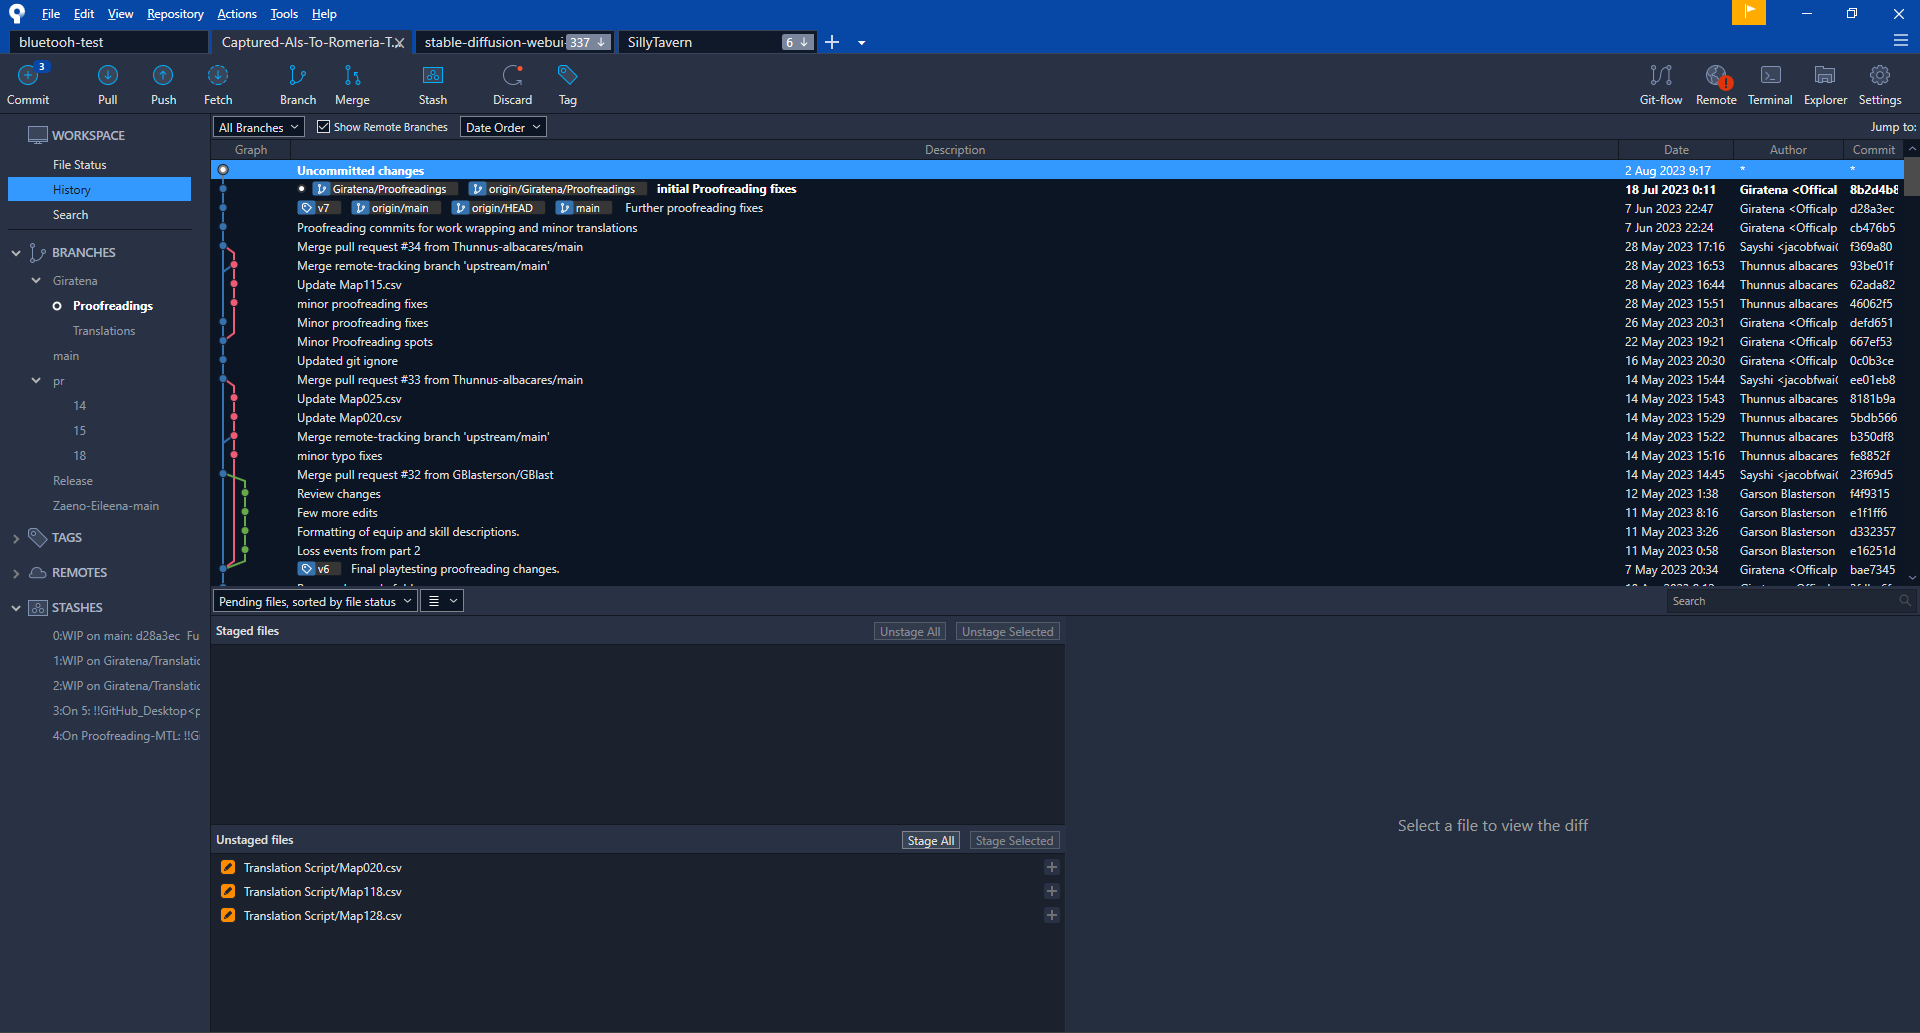 File Edit View Repository Actions Tools Help
bluetooh-test
Captured-Als-To-Romeria-T...
stable-diffusion-webui- 337
SillyTavern 6
3
Commit Pull Push Fetch Branch Merge Stash Discard Tag
Git-flow Remote Terminal Explorer Settings
WORKSPACE
File Status
History
Search
BRANCHES
Giratena
Proofreadings
Translations
main
pr
14
15
18
Release
Zaeno-Eileena-main
TAGS
REMOTES
STASHES
0:WIP on main: d28a3ec Fu
1:WIP on Giratena/Translatic
2:WIP on Giratena/Translatic
3:On 5: !!GitHub_Desktop<p
4:On Proofreading-MTL: !!Gi
All Branches Show Remote Branches Date Order Jump to:
Graph Description Date Author Commit
Uncommitted changes 2 Aug 2023 9:17 * *
Giratena/Proofreadings origin/Giratena/Proofreadings initial Proofreading fixes 18 Jul 2023 0:11 Giratena <Offical 8b2d4b8
v7 origin/main origin/HEAD main Further proofreading fixes 7 Jun 2023 22:47 Giratena <Officalp d28a3ec
Proofreading commits for work wrapping and minor translations 7 Jun 2023 22:24 Giratena <Officalp cb476b5
Merge pull request #34 from Thunnus-albacares/main 28 May 2023 17:16 Sayshi <jacobfwai( f369a80
Merge remote-tracking branch 'upstream/main' 28 May 2023 16:53 Thunnus albacares 93be01f
Update Map115.csv 28 May 2023 16:44 Thunnus albacares 62ada82
minor proofreading fixes 28 May 2023 15:51 Thunnus albacares 46062f5
Minor proofreading fixes 26 May 2023 20:31 Giratena <Officalp defd651
Minor Proofreading spots 22 May 2023 19:21 Giratena <Officalp 667ef53
Updated git ignore 16 May 2023 20:30 Giratena <Officalp 0c0b3ce
Merge pull request #33 from Thunnus-albacares/main 14 May 2023 15:44 Sayshi <jacobfwai( ee01eb8
Update Map025.csv 14 May 2023 15:43 Thunnus albacares 8181b9a
Update Map020.csv 14 May 2023 15:29 Thunnus albacares 5bdb566
Merge remote-tracking branch 'upstream/main' 14 May 2023 15:22 Thunnus albacares b350df8
minor typo fixes 14 May 2023 15:16 Thunnus albacares fe8852f
Merge pull request #32 from GBlasterson/GBlast 14 May 2023 14:45 Sayshi <jacobfwai( 23f69d5
Review changes 12 May 2023 1:38 Garson Blasterson f4f9315
Few more edits 11 May 2023 8:16 Garson Blasterson e1f1ff6
Formatting of equip and skill descriptions. 11 May 2023 3:26 Garson Blasterson d332357
Loss events from part 2 11 May 2023 0:58 Garson Blasterson e16251d
v6 Final playtesting proofreading changes. 7 May 2023 20:34 Giratena <Officalp bae7345
Pending files, sorted by file status Search
Staged files Unstage All Unstage Selected
Select a file to view the diff
Unstaged files Stage All Stage Selected
Translation Script/Map020.csv
Translation Script/Map118.csv
Translation Script/Map128.csv